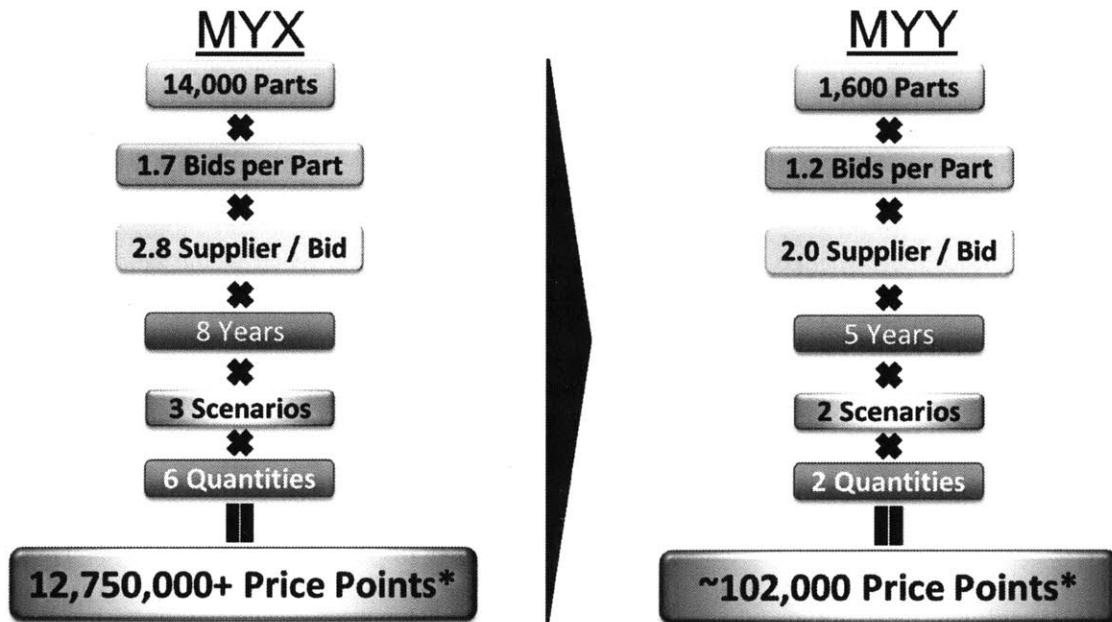 MYX
14,000 Parts
✖
1.7 Bids per Part
✖
2.8 Supplier / Bid
✖
8 Years
✖
3 Scenarios
✖
6 Quantities
=
12,750,000+ Price Points*
MYY
1,600 Parts
✖
1.2 Bids per Part
✖
2.0 Supplier / Bid
✖
5 Years
✖
2 Scenarios
✖
2 Quantities
=
~102,000 Price Points*